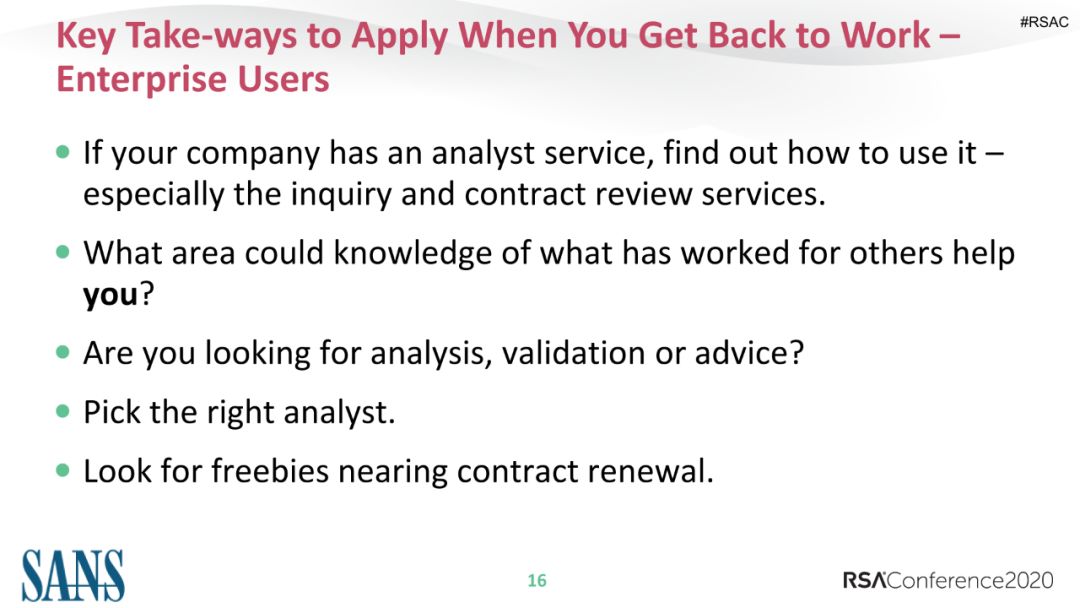 #RSAC
Key Take-ways to Apply When You Get Back to Work –
Enterprise Users
• If your company has an analyst service, find out how to use it –
especially the inquiry and contract review services.
• What area could knowledge of what has worked for others help
you?
• Are you looking for analysis, validation or advice?
• Pick the right analyst.
• Look for freebies nearing contract renewal.
SANS
16
RSAConference2020